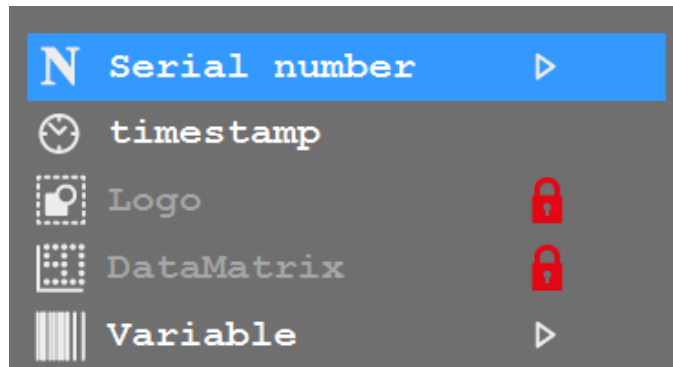 N Serial number
timestamp
Logo
DataMatrix
Variable